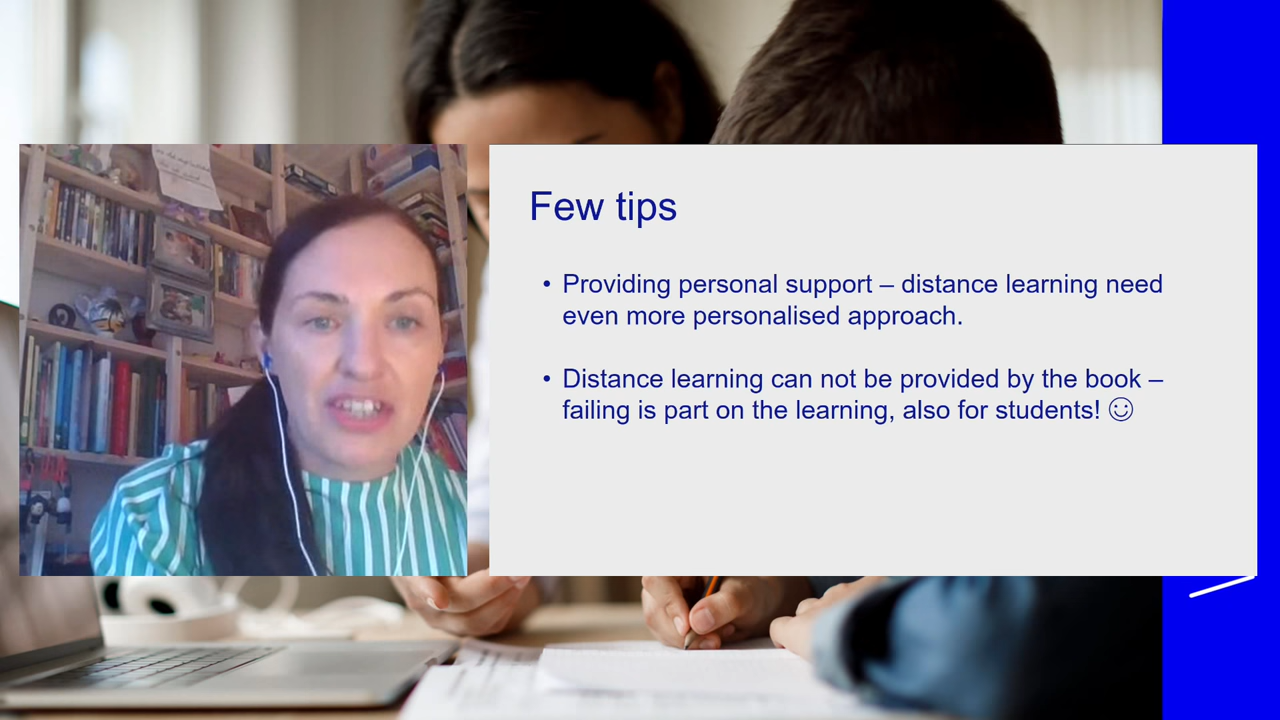 Few tips
• Providing personal support – distance learning need
even more personalised approach.
• Distance learning can not be provided by the book –
failing is part on the learning, also for students! ☺